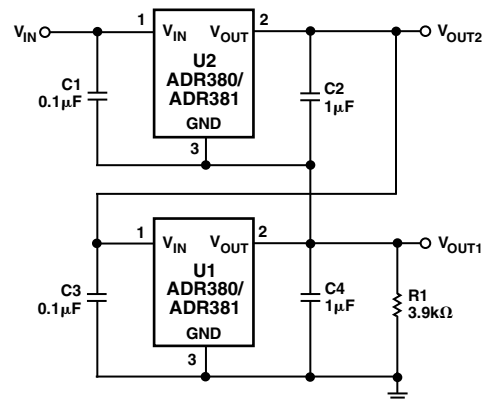 VIN
1
VIN
VOUT
2
VOUT2
U2
ADR380/
ADR381
C1
0.1μF
C2
1μF
GND
3
1
VIN
VOUT
2
VOUT1
U1
ADR380/
ADR381
C3
0.1μF
C4
1μF
R1
3.9kΩ
GND
3